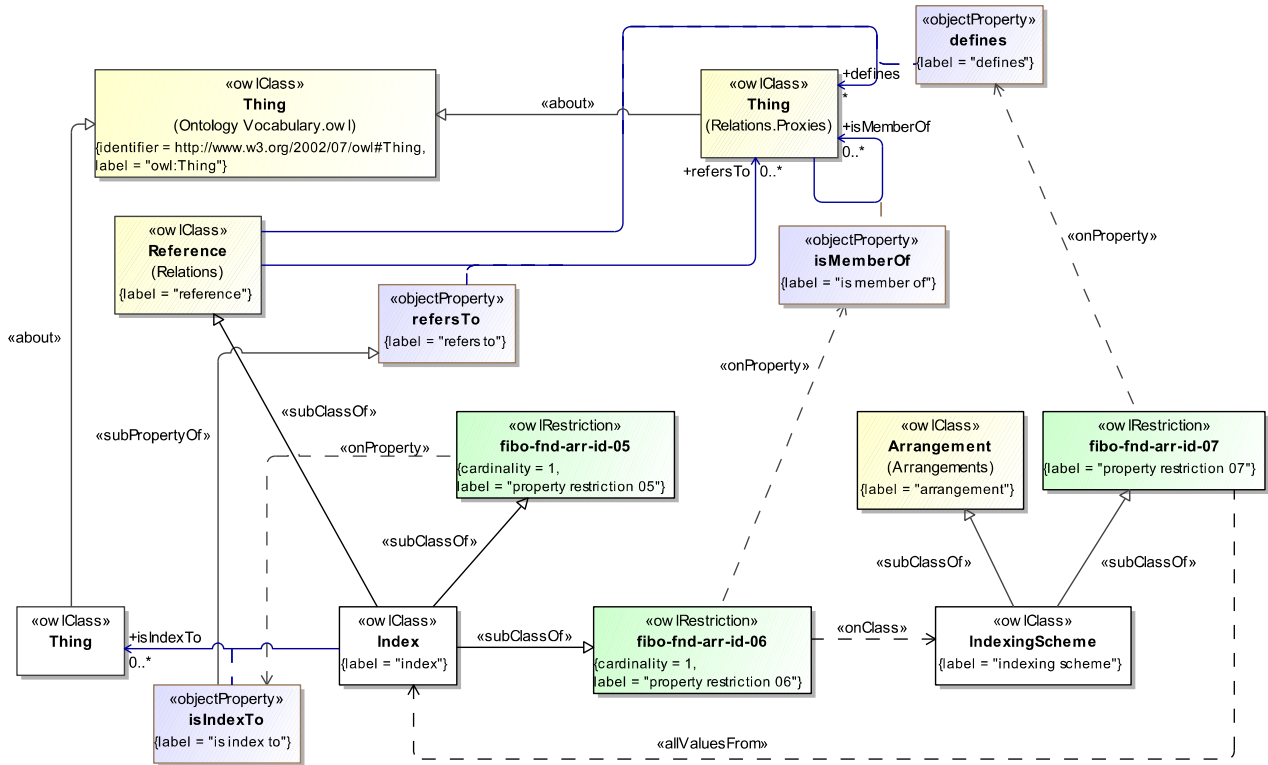 «objectProperty»
defines
{label = "defines"}
«owlClass»
Thing
(Ontology Vocabulary.owl)
{identifier = http://www.w3.org/2002/07/owl#Thing,
label = "owl:Thing"}
«about»
«owlClass»
Thing
(Relations.Proxies)
+defines
*
+isMemberOf
0..*
+refersTo
0..*
«owlClass»
Reference
(Relations)
{label = "reference"}
«objectProperty»
isMemberOf
{label = "is member of"}
«onProperty»
«objectProperty»
refersTo
{label = "refers to"}
«about»
«onProperty»
«subClassOf»
«subPropertyOf»
«onProperty»
«owlRestriction»
fibo-fnd-arr-id-05
{cardinality = 1,
label = "property restriction 05"}
«owlClass»
Arrangement
(Arrangements)
{label = "arrangement"}
«owlRestriction»
fibo-fnd-arr-id-07
{label = "property restriction 07"}
«subClassOf»
«subClassOf»
«subClassOf»
«owlClass»
Thing
+isIndexTo
0..*
«owlClass»
Index
{label = "index"}
«subClassOf»
«owlRestriction»
fibo-fnd-arr-id-06
{cardinality = 1,
label = "property restriction 06"}
«onClass»
«owlClass»
IndexingScheme
{label = "indexing scheme"}
«objectProperty»
isIndexTo
{label = "is index to"}
«allValuesFrom»